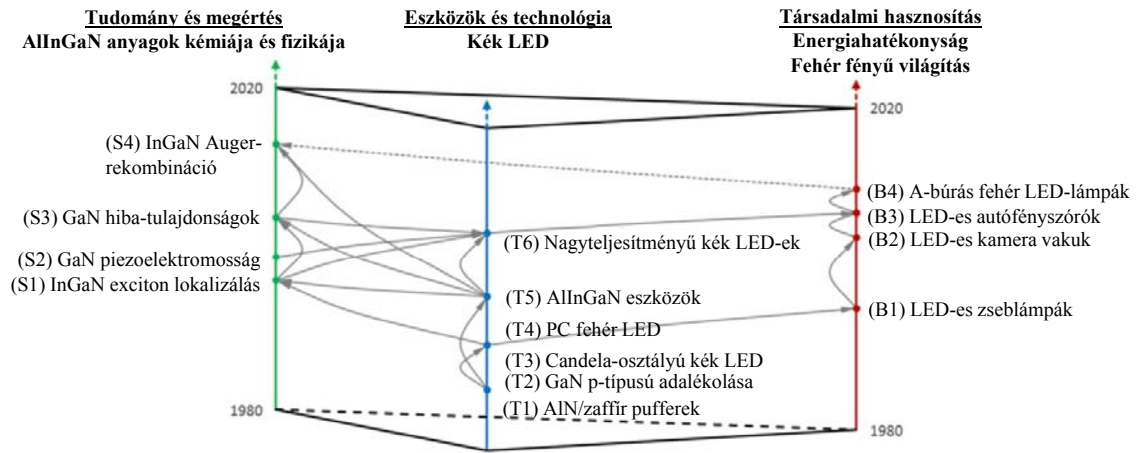 Tudomány és megértés
AlInGaN anyagok kémiája és fizikája
Eszközök és technológia
Kék LED
Társadalmi hasznosítás
Energiahatékonyság
Fehér fényű világítás
2020
2020
(S4) InGaN Auger-
rekombináció
(S3) GaN hiba-tulajdonságok
(S2) GaN piezoelektromosság
(S1) InGaN exciton lokalizálás
1980
(T6) Nagyteljesítményű kék LED-ek
(T5) AlInGaN eszközök
(T4) PC fehér LED
(T3) Candela-osztályú kék LED
(T2) GaN p-típusú adalékolása
(T1) AlN/zaffír pufferek
(B4) A-búrás fehér LED-lámpák
(B3) LED-es autófényszórók
(B2) LED-es kamera vakuk
(B1) LED-es zseblámpák
1980